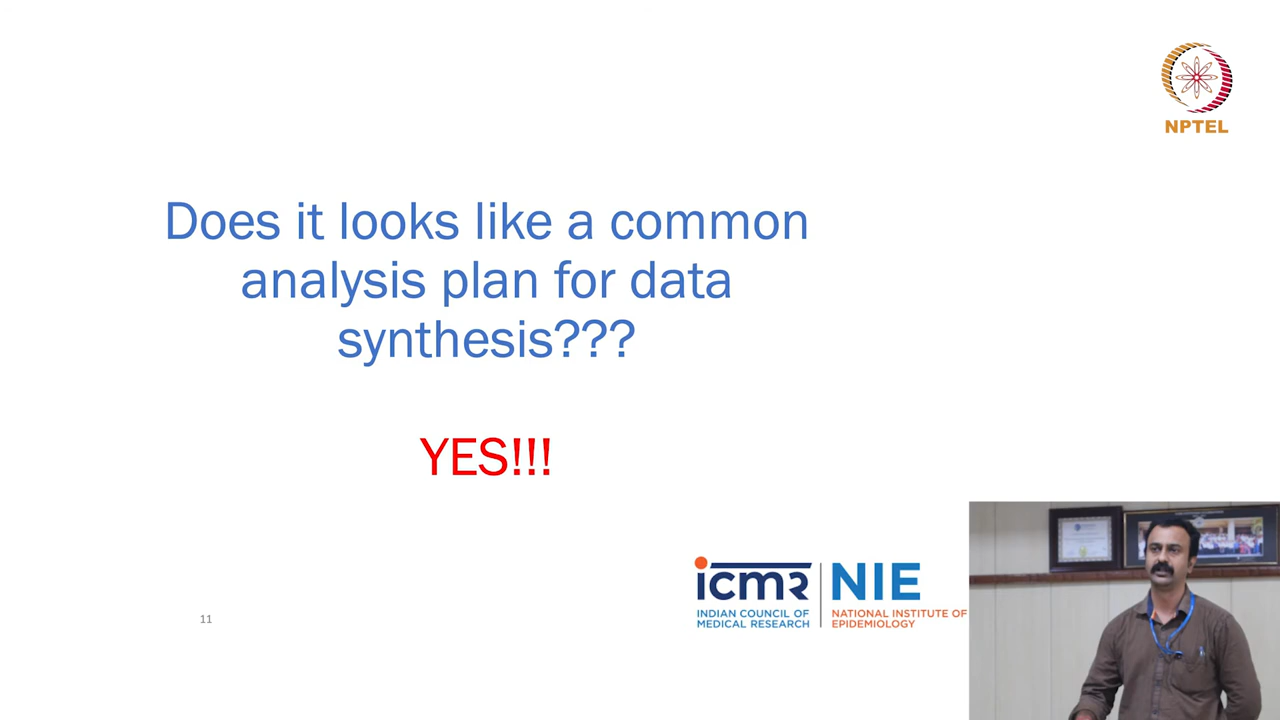 NPTEL
Does it looks like a common
analysis plan for data
synthesis???
YES!!!
icmr
INDIAN COUNCIL OF
MEDICAL RESEARCH
NIE
NATIONAL INSTITUTE OF
EPIDEMIOLOGY
11